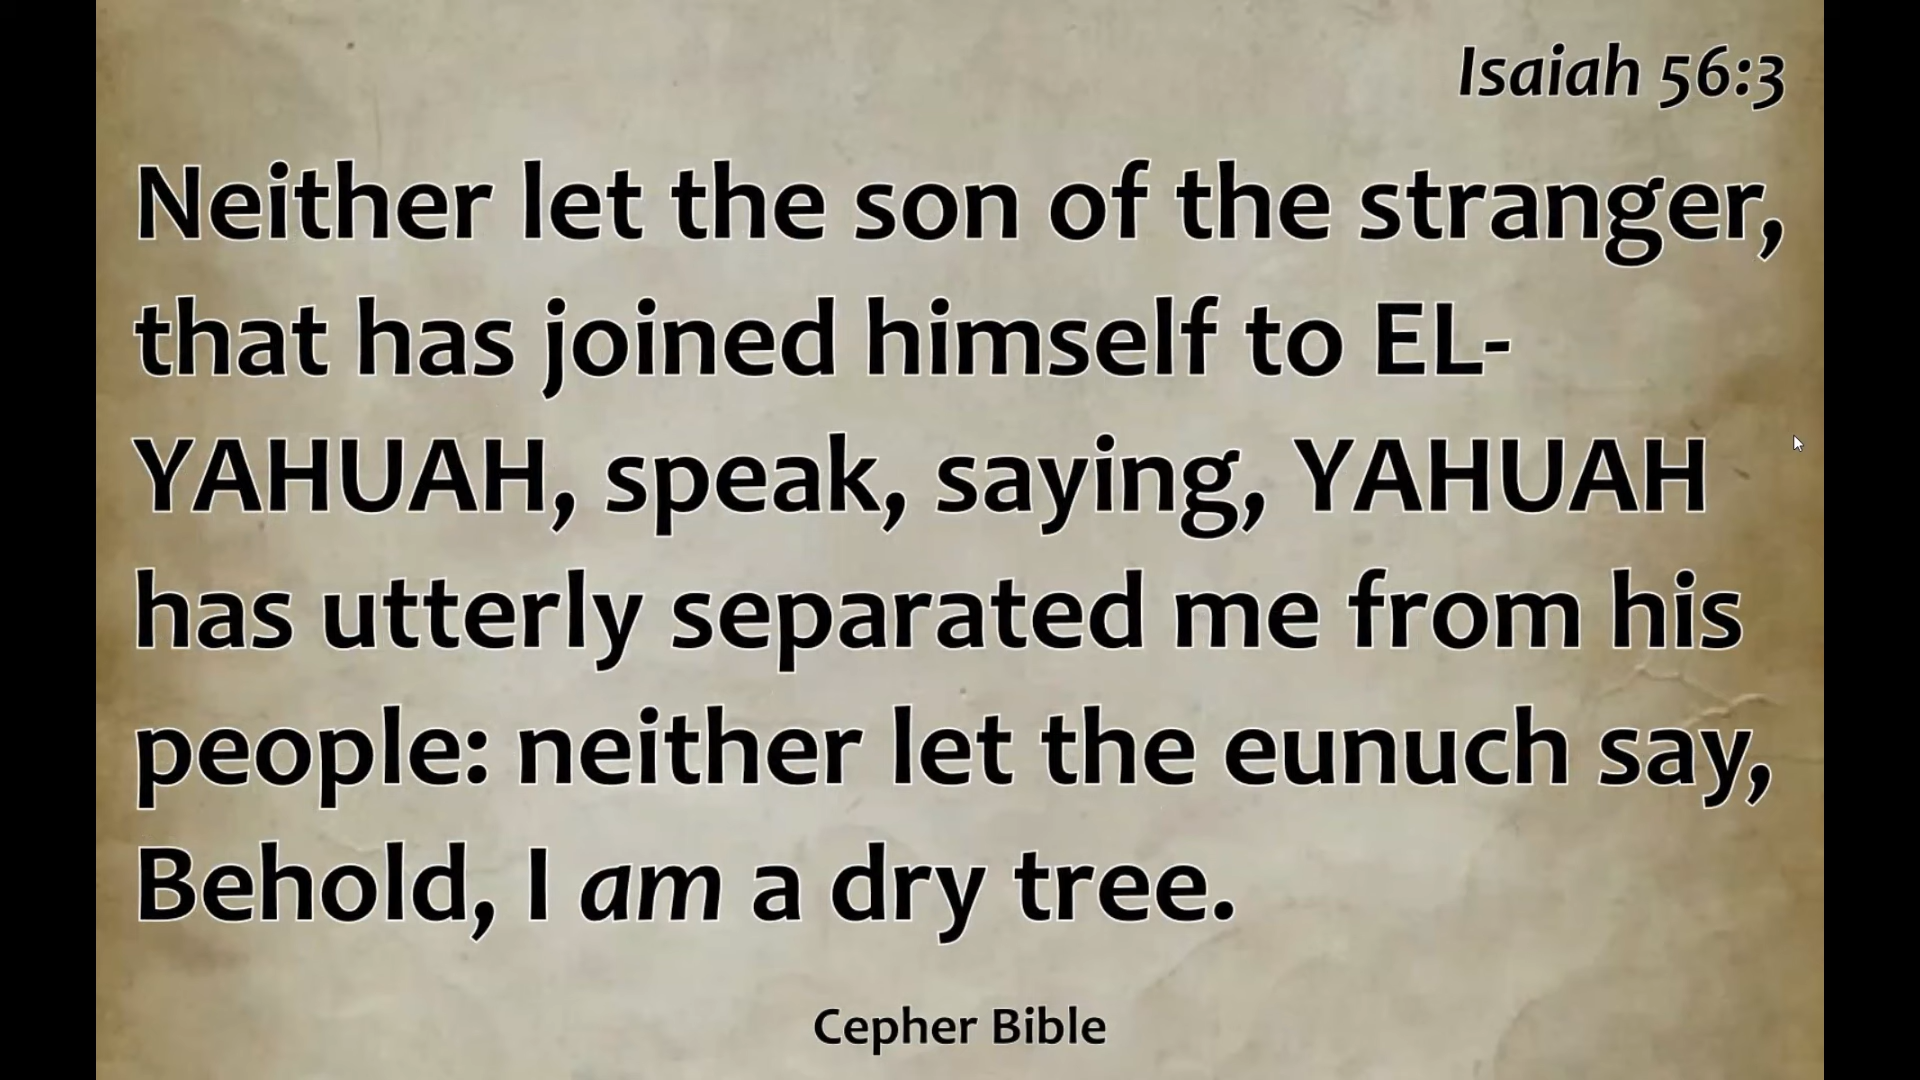 Isaiah 56:3
Neither let the son of the stranger,
that has joined himself to EL-
YAHUAH, speak, saying, YAHUAH
has utterly separated me from his
people: neither let the eunuch say,
Behold, I am a dry tree.
Cepher Bible